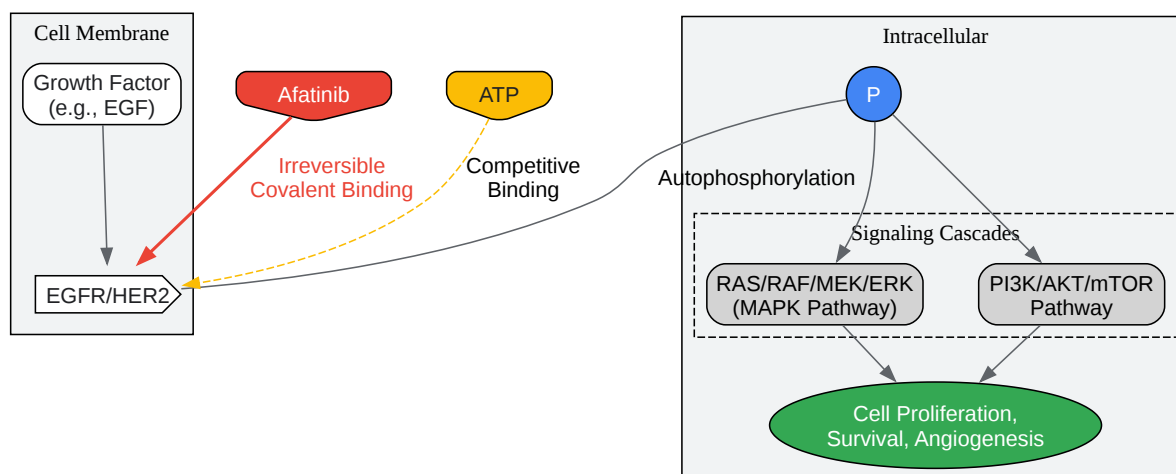 Cell Membrane
Intracellular
Growth Factor
(e.g., EGF)
Afatinib
ATP
P
Irreversible
Covalent Binding
Competitive
Binding
Autophosphorylation
Signaling Cascades
EGFR/HER2
RAS/RAF/MEK/ERK
(MAPK Pathway)
PI3K/AKT/mTOR
Pathway
Cell Proliferation,
Survival, Angiogenesis